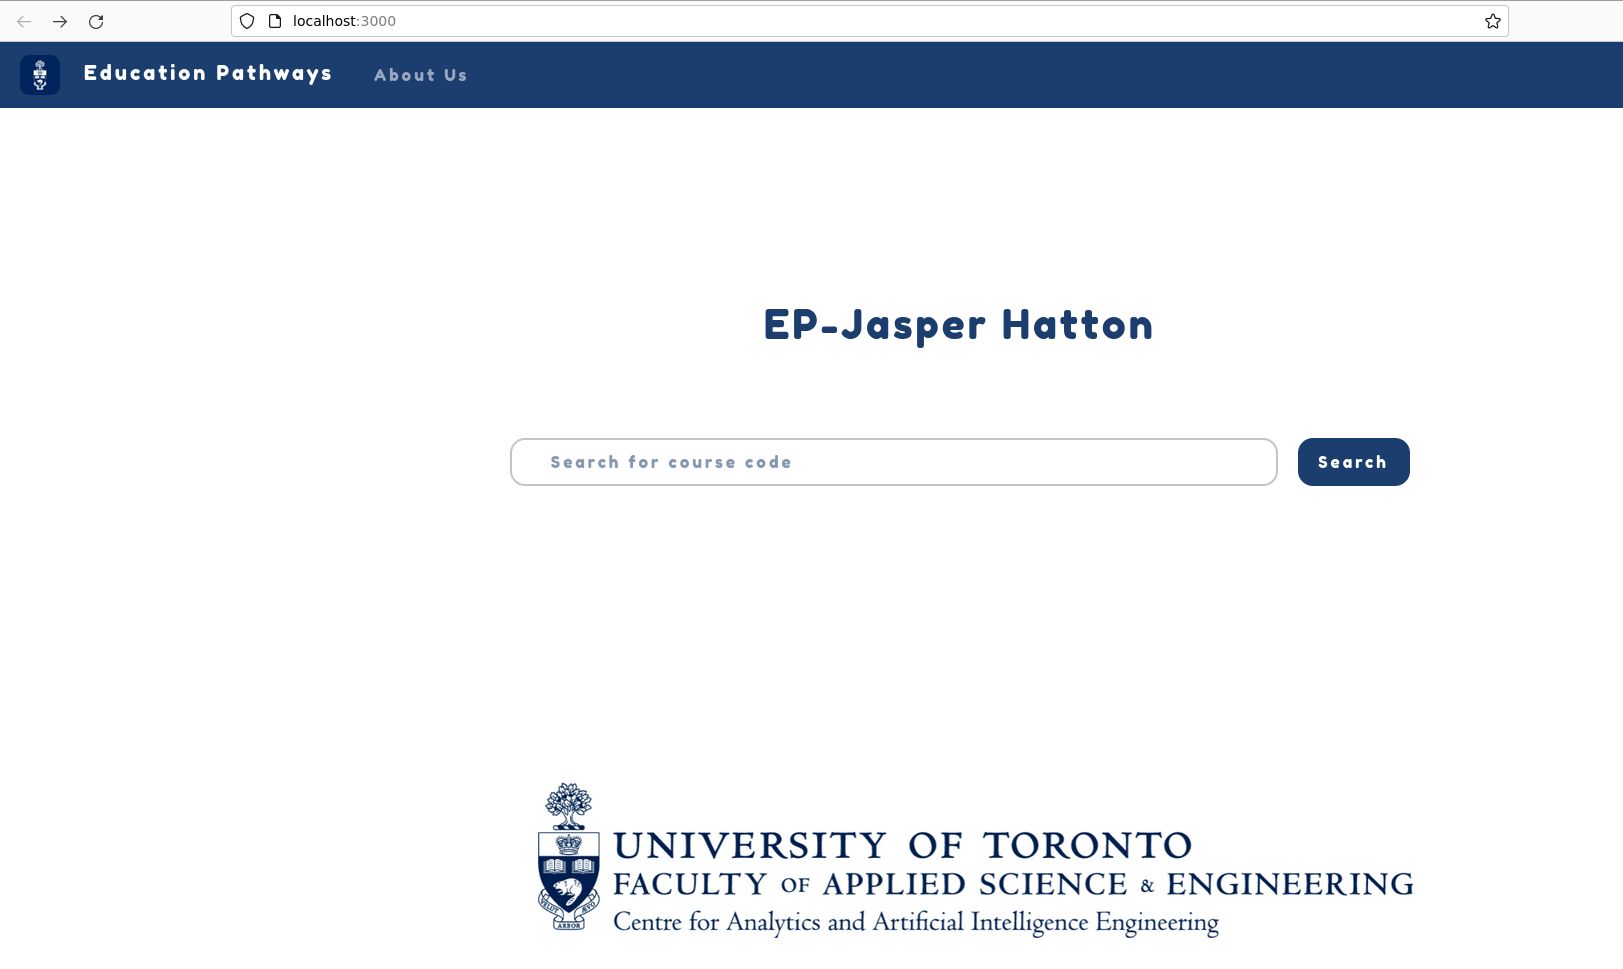 localhost:3000
Education Pathways About Us
EP-Jasper Hatton
Search for course code Search
UNIVERSITY OF TORONTO
FACULTY OF APPLIED SCIENCE & ENGINEERING
Centre for Analytics and Artificial Intelligence Engineering
VELUT ARBOR ÆVO